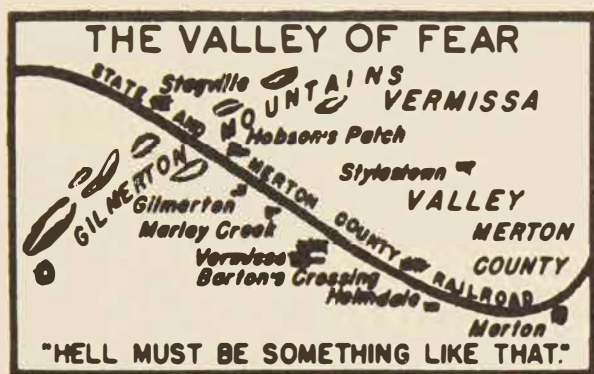 THE VALLEY OF FEAR
Stagville
GILMERTON MOUNTAINS
VERMISSA
VALLEY
STATE AND MERTON COUNTY RAILROAD
Hobson's Patch
Stylestown
Gilmerton
Marley Creek
MERTON
COUNTY
Vermissa
Barton's Crossing
Helmdale
Merton
"HELL MUST BE SOMETHING LIKE THAT."